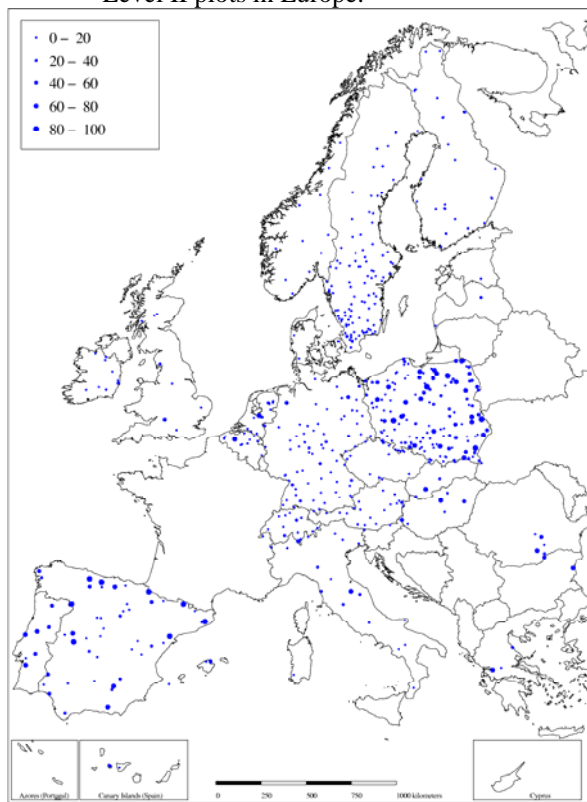 Level II plots in Europe.
0 – 20
20 – 40
40 – 60
60 – 80
80 – 100
Azores (Portugal)
Canary Islands (Spain)
0 250 500 750 1000 kilometers
Cyprus